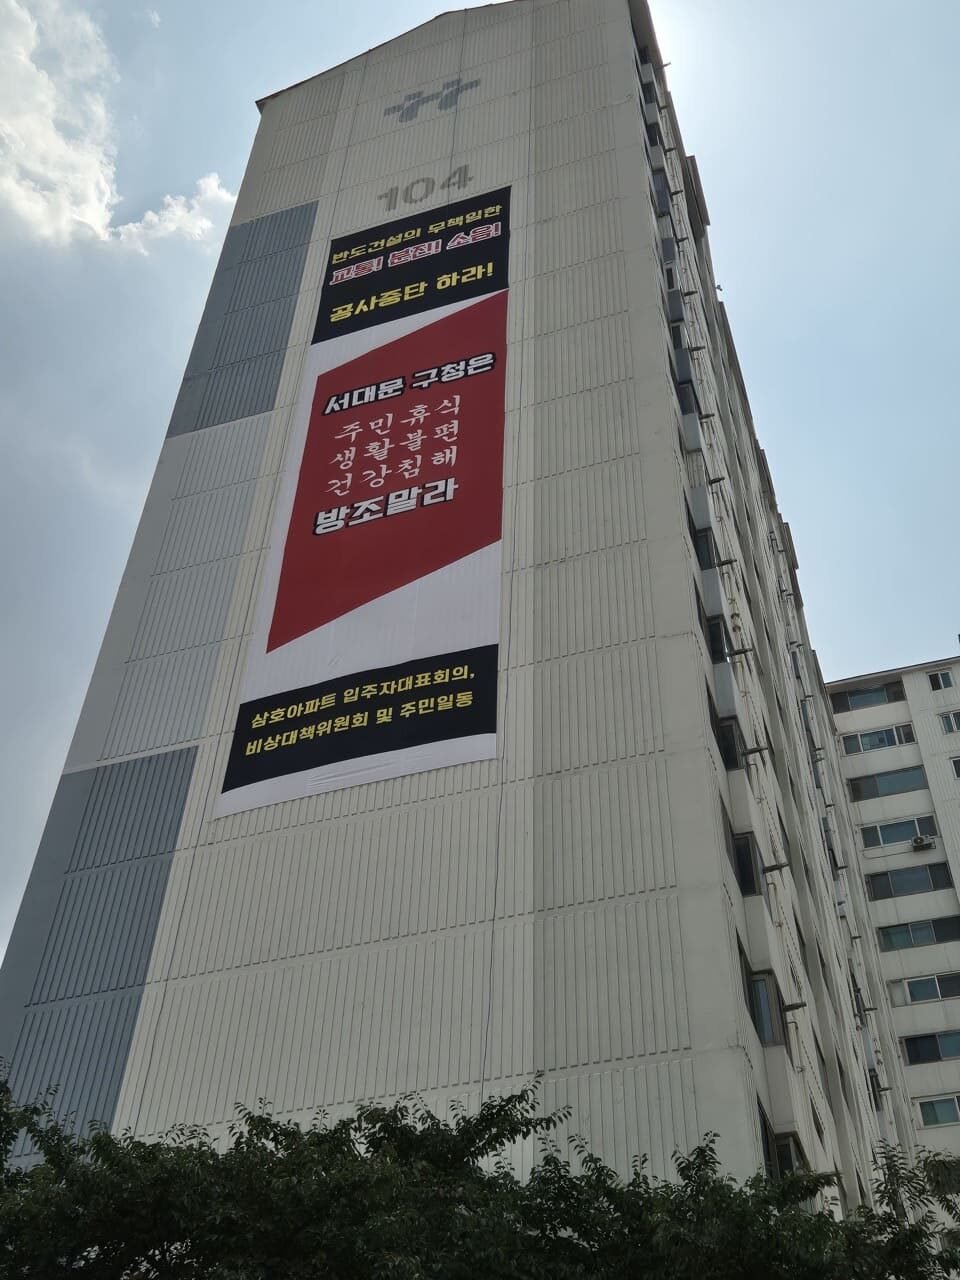 104
반도건설의 무책임한
교통! 분진! 소음!
공사중단 하라!
서대문 구청은
주민휴식
생활불편
건강침해
방조말라
삼호아파트 입주자대표회의,
비상대책위원회 및 주민일동